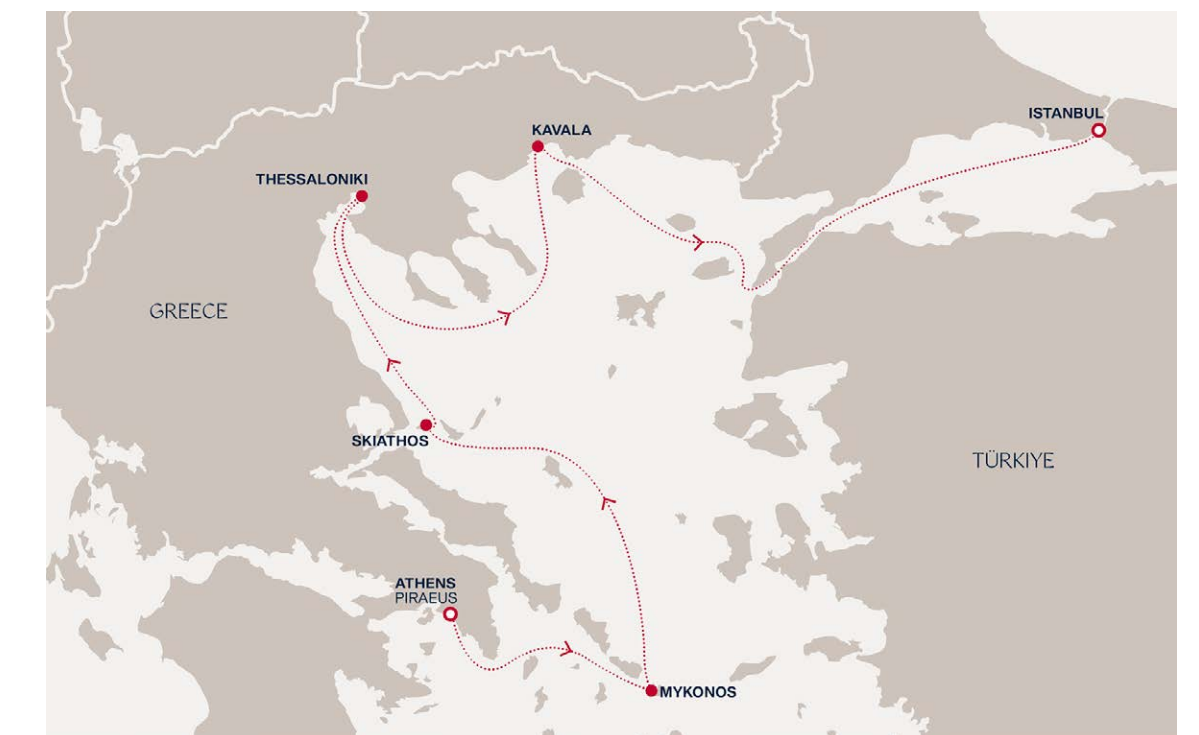 ISTANBUL
KAVALA
THESSALONIKI
GREECE
SKIATHOS
TÜRKIYE
ATHENS
PIRAEUS
MYKONOS